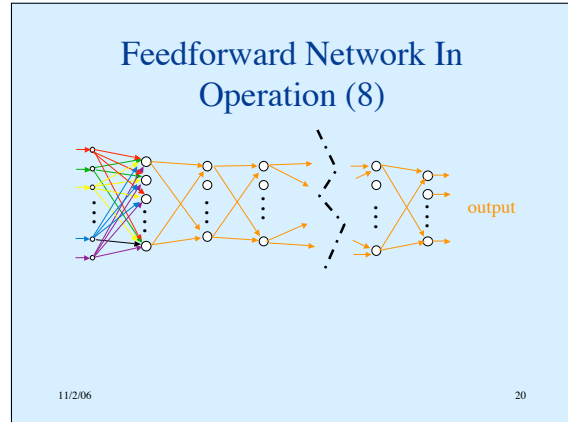 Feedforward Network In
Operation (8)
output
11/2/06
20